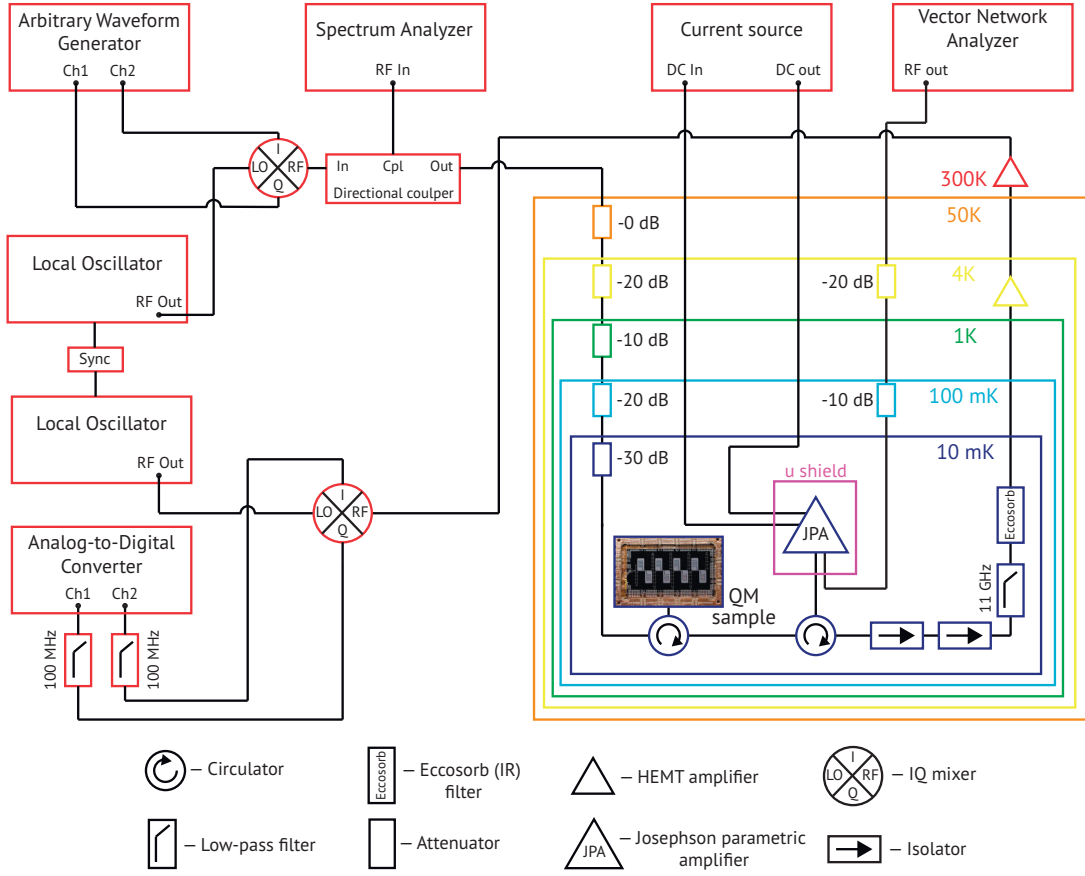 Arbitrary Waveform
Generator
Ch1 Ch2
Spectrum Analyzer
RF In
Current source
DC In DC out
Vector Network
Analyzer
RF out
I
LO RF
Q
In Cpl Out
Directional coulper
300K
50K
-0 dB
Local Oscillator
RF Out
-20 dB
-20 dB
4K
-10 dB
1K
Sync
-20 dB
-10 dB
100 mK
Local Oscillator
RF Out
-30 dB
10 mK
u shield
I
LO RF
Q
JPA
Eccosorb
Analog-to-Digital
Converter
Ch1 Ch2
100 MHz
100 MHz
11 GHz
QM
sample
– Circulator
Eccosorb
– Eccosorb (IR)
filter
– HEMT amplifier
I
LO RF
Q
– IQ mixer
– Low-pass filter
– Attenuator
JPA
– Josephson parametric
amplifier
– Isolator